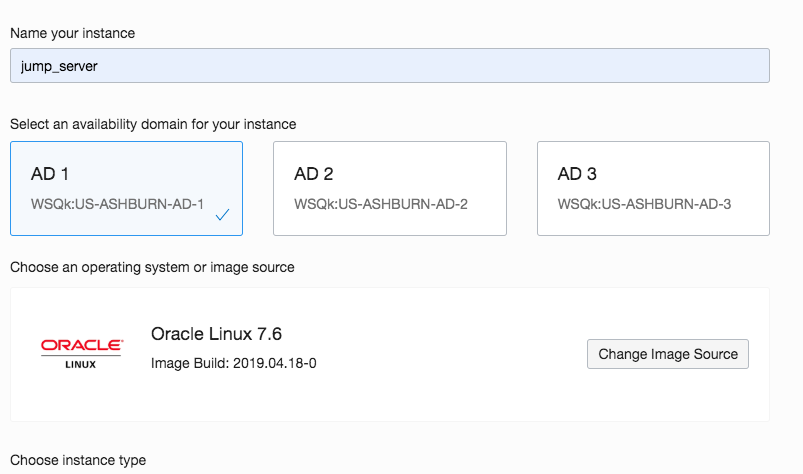 Name your instance
jump_server
Select an availability domain for your instance
AD 1
WSQk:US-ASHBURN-AD-1
AD 2
WSQk:US-ASHBURN-AD-2
AD 3
WSQk:US-ASHBURN-AD-3
Choose an operating system or image source
ORACLE
LINUX
Oracle Linux 7.6
Image Build: 2019.04.18-0
Change Image Source
Choose instance type